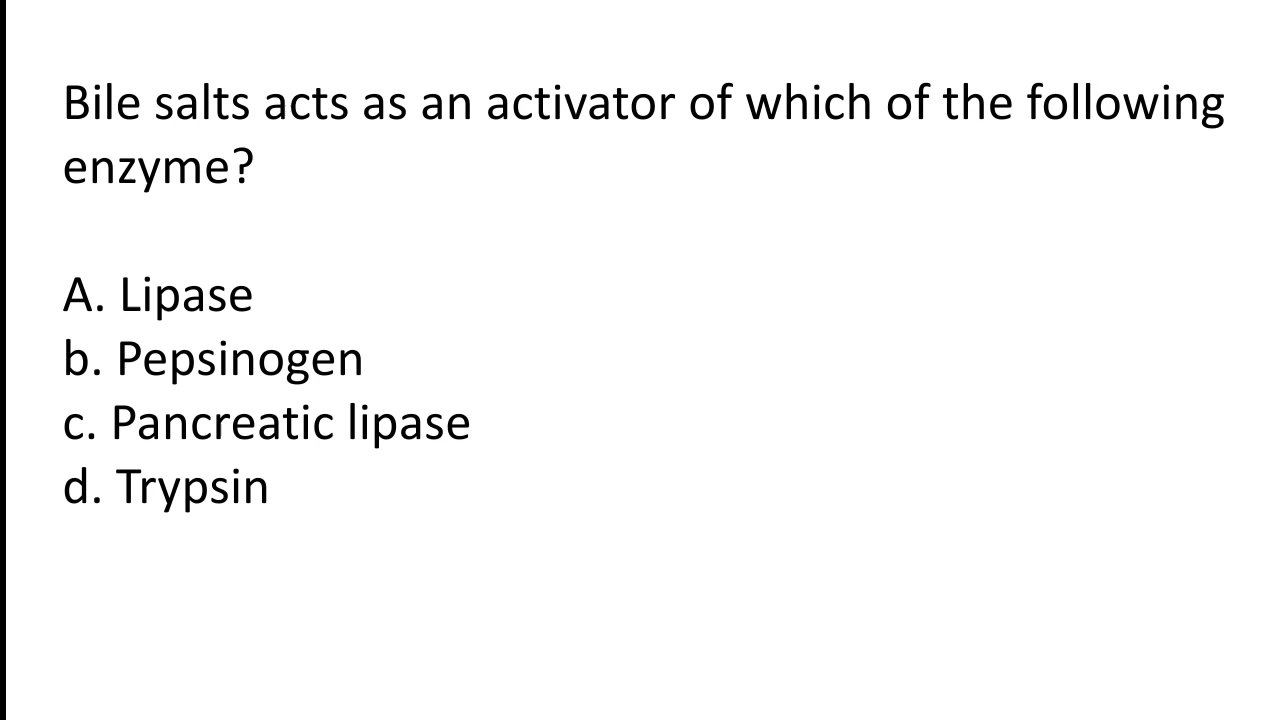 Bile salts acts as an activator of which of the following
enzyme?
A. Lipase
b. Pepsinogen
c. Pancreatic lipase
d. Trypsin